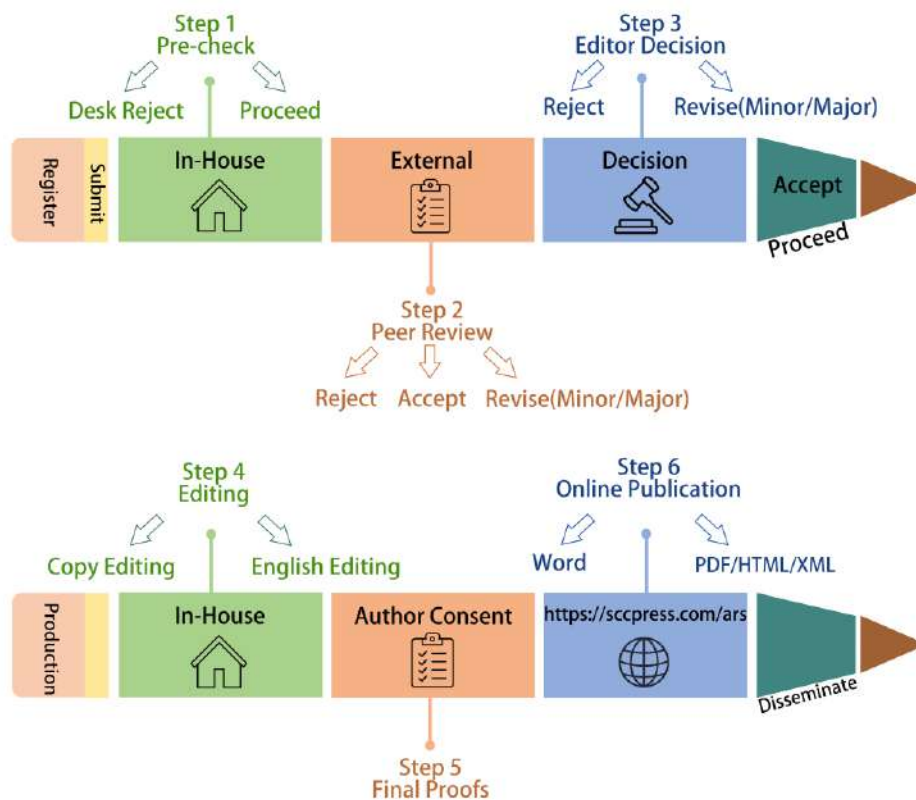 Step 1
Pre-check
Desk Reject
Proceed
Step 3
Editor Decision
Reject
Revise(Minor/Major)
Register
Submit
In-House
External
Decision
Accept
Proceed
Step 2
Peer Review
Reject
Accept
Revise(Minor/Major)
Step 4
Editing
Copy Editing
English Editing
Step 6
Online Publication
Word
PDF/HTML/XML
Production
In-House
Author Consent
https://sccpress.com/ars
Disseminate
Step 5
Final Proofs